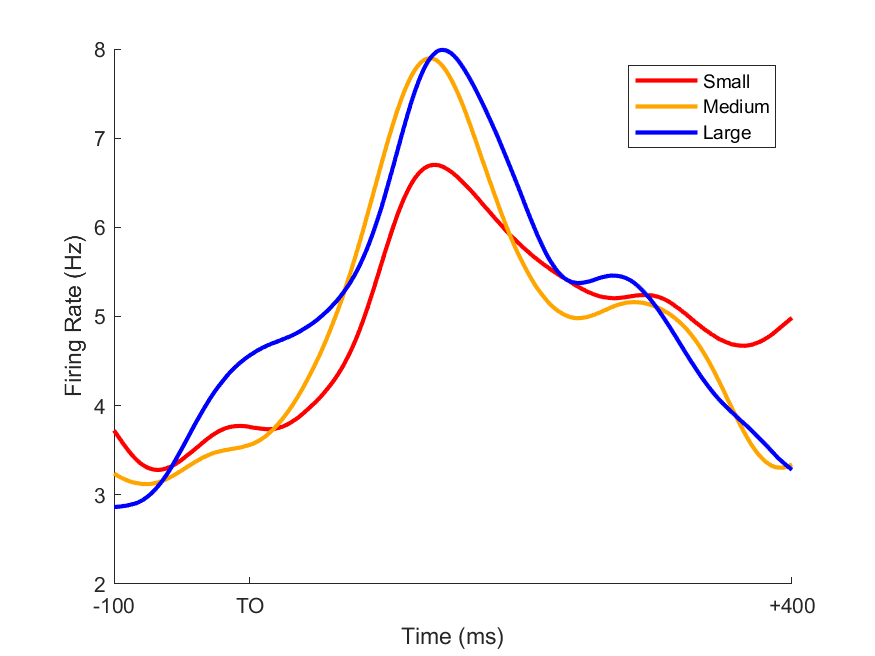 8
7
6
5
4
3
2
Firing Rate (Hz)
-100
TO
+400
Time (ms)
Small
Medium
Large